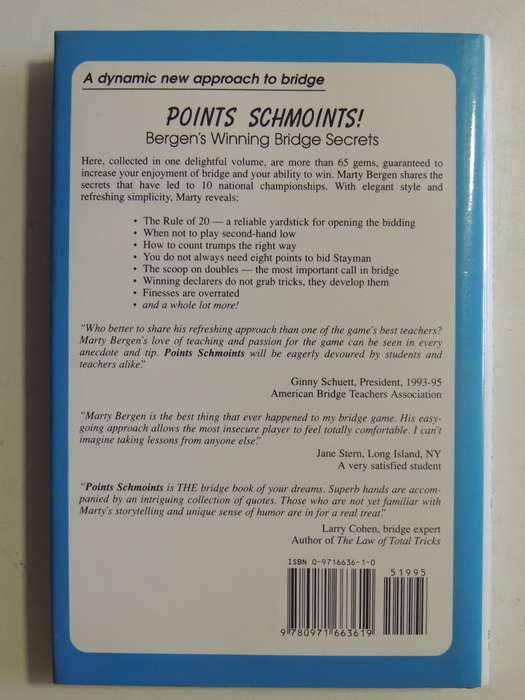 A dynamic new approach to bridge
POINTS SCHMOINTS!
Bergen's Winning Bridge Secrets
Here, collected in one delightful volume, are more than 65 gems, guaranteed to
increase your enjoyment of bridge and your ability to win. Marty Bergen shares the
secrets that have led to 10 national championships. With elegant style and
refreshing simplicity, Marty reveals:
• The Rule of 20 — a reliable yardstick for opening the bidding
• When not to play second-hand low
• How to count trumps the right way
• You do not always need eight points to bid Stayman
• The scoop on doubles — the most important call in bridge
• Winning declarers do not grab tricks, they develop them
• Finesses are overrated
• and a whole lot more!
"Who better to share his refreshing approach than one of the game's best teachers?
Marty Bergen's love of teaching and passion for the game can be seen in every
anecdote and tip. Points Schmoints will be eagerly devoured by students and
teachers alike."
Ginny Schuett, President, 1993-95
American Bridge Teachers Association
"Marty Bergen is the best thing that ever happened to my bridge game. His easy-
going approach allows the most insecure player to feel totally comfortable. I can't
imagine taking lessons from anyone else."
Jane Stern, Long Island, NY
A very satisfied student
"Points Schmoints is THE bridge book of your dreams. Superb hands are accom-
panied by an intriguing collection of quotes. Those who are not yet familiar with
Marty's storytelling and unique sense of humor are in for a real treat."
Larry Cohen, bridge expert
Author of The Law of Total Tricks
ISBN 0-9716636-1-0
51995
9 780971 663619